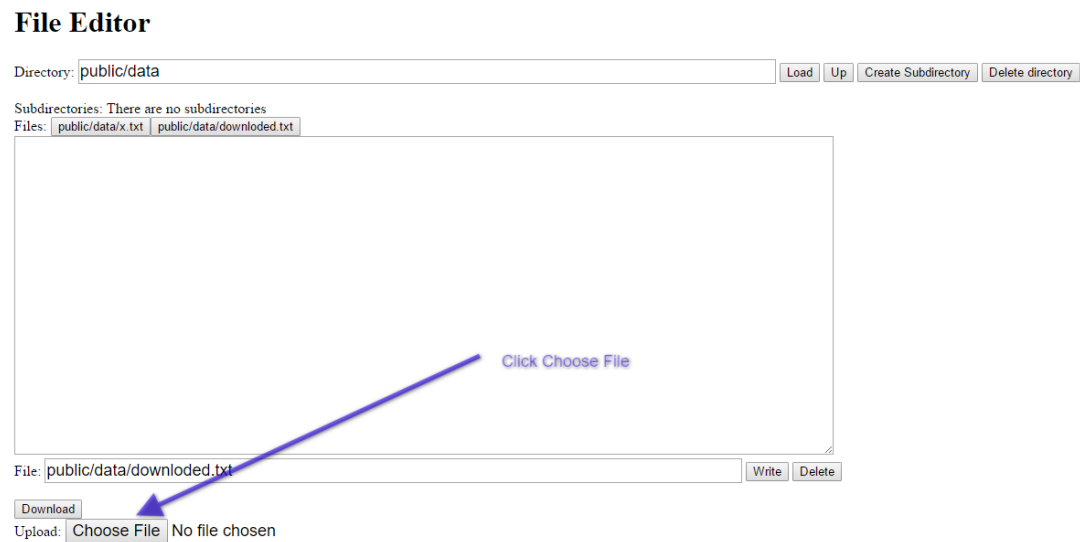 File Editor
Directory: public/data Load Up Create Subdirectory Delete directory
Subdirectories: There are no subdirectories
Files: public/data/x.txt public/data/downloded.txt
Click Choose File
File: public/data/downloded.txt Write Delete
Download
Upload: Choose File No file chosen